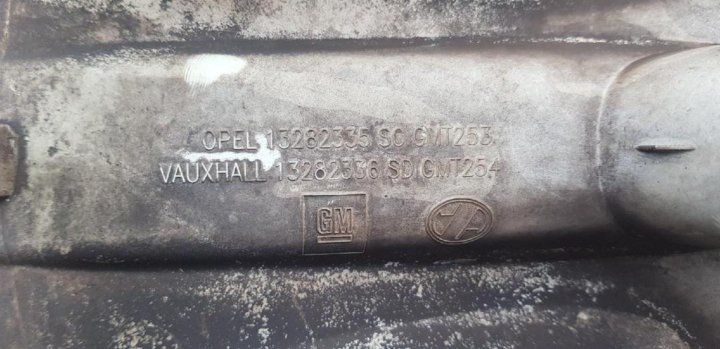 OPEL 13282335 SC GMT253
VAUXHALL 13282336 SD GMT254
GM